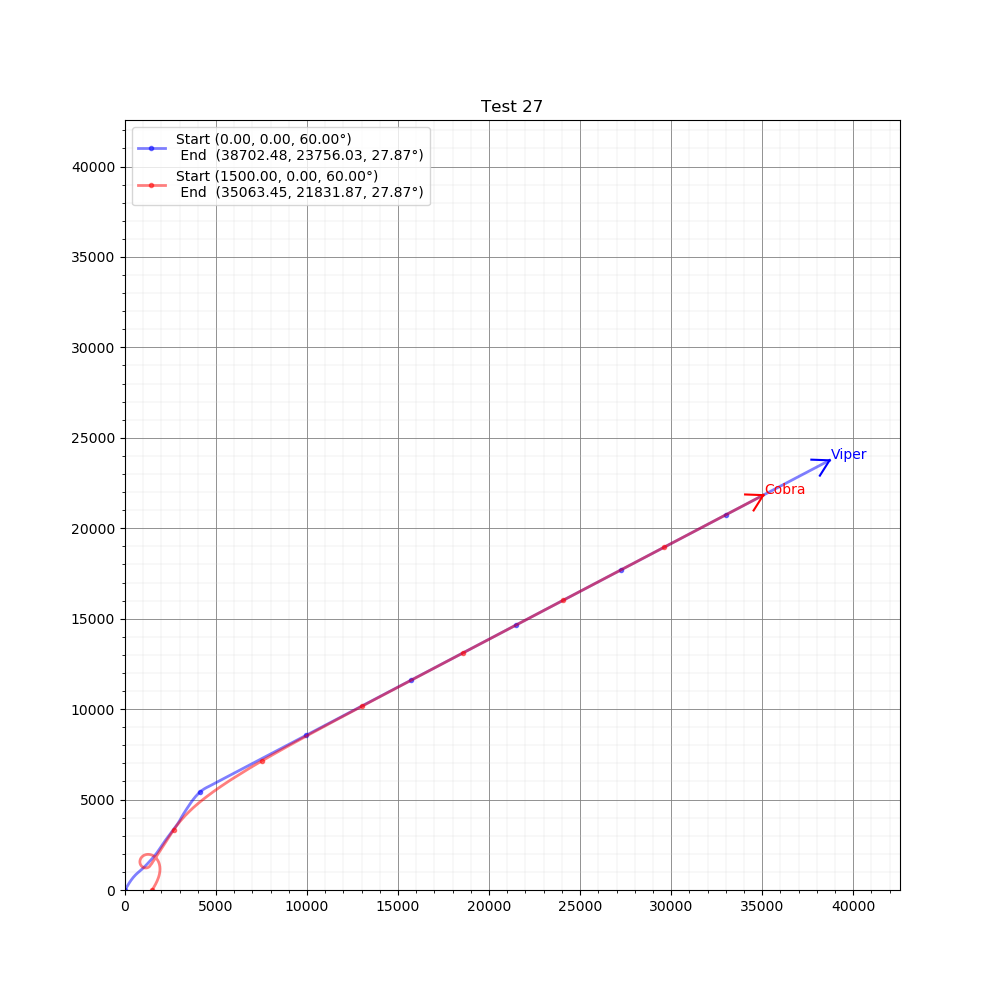 Test 27
Start (0.00, 0.00, 60.00°)
End (38702.48, 23756.03, 27.87°)
Start (1500.00, 0.00, 60.00°)
End (35063.45, 21831.87, 27.87°)
40000
35000
30000
25000
20000
15000
10000
5000
0
Viper
Cobra
0 5000 10000 15000 20000 25000 30000 35000 40000